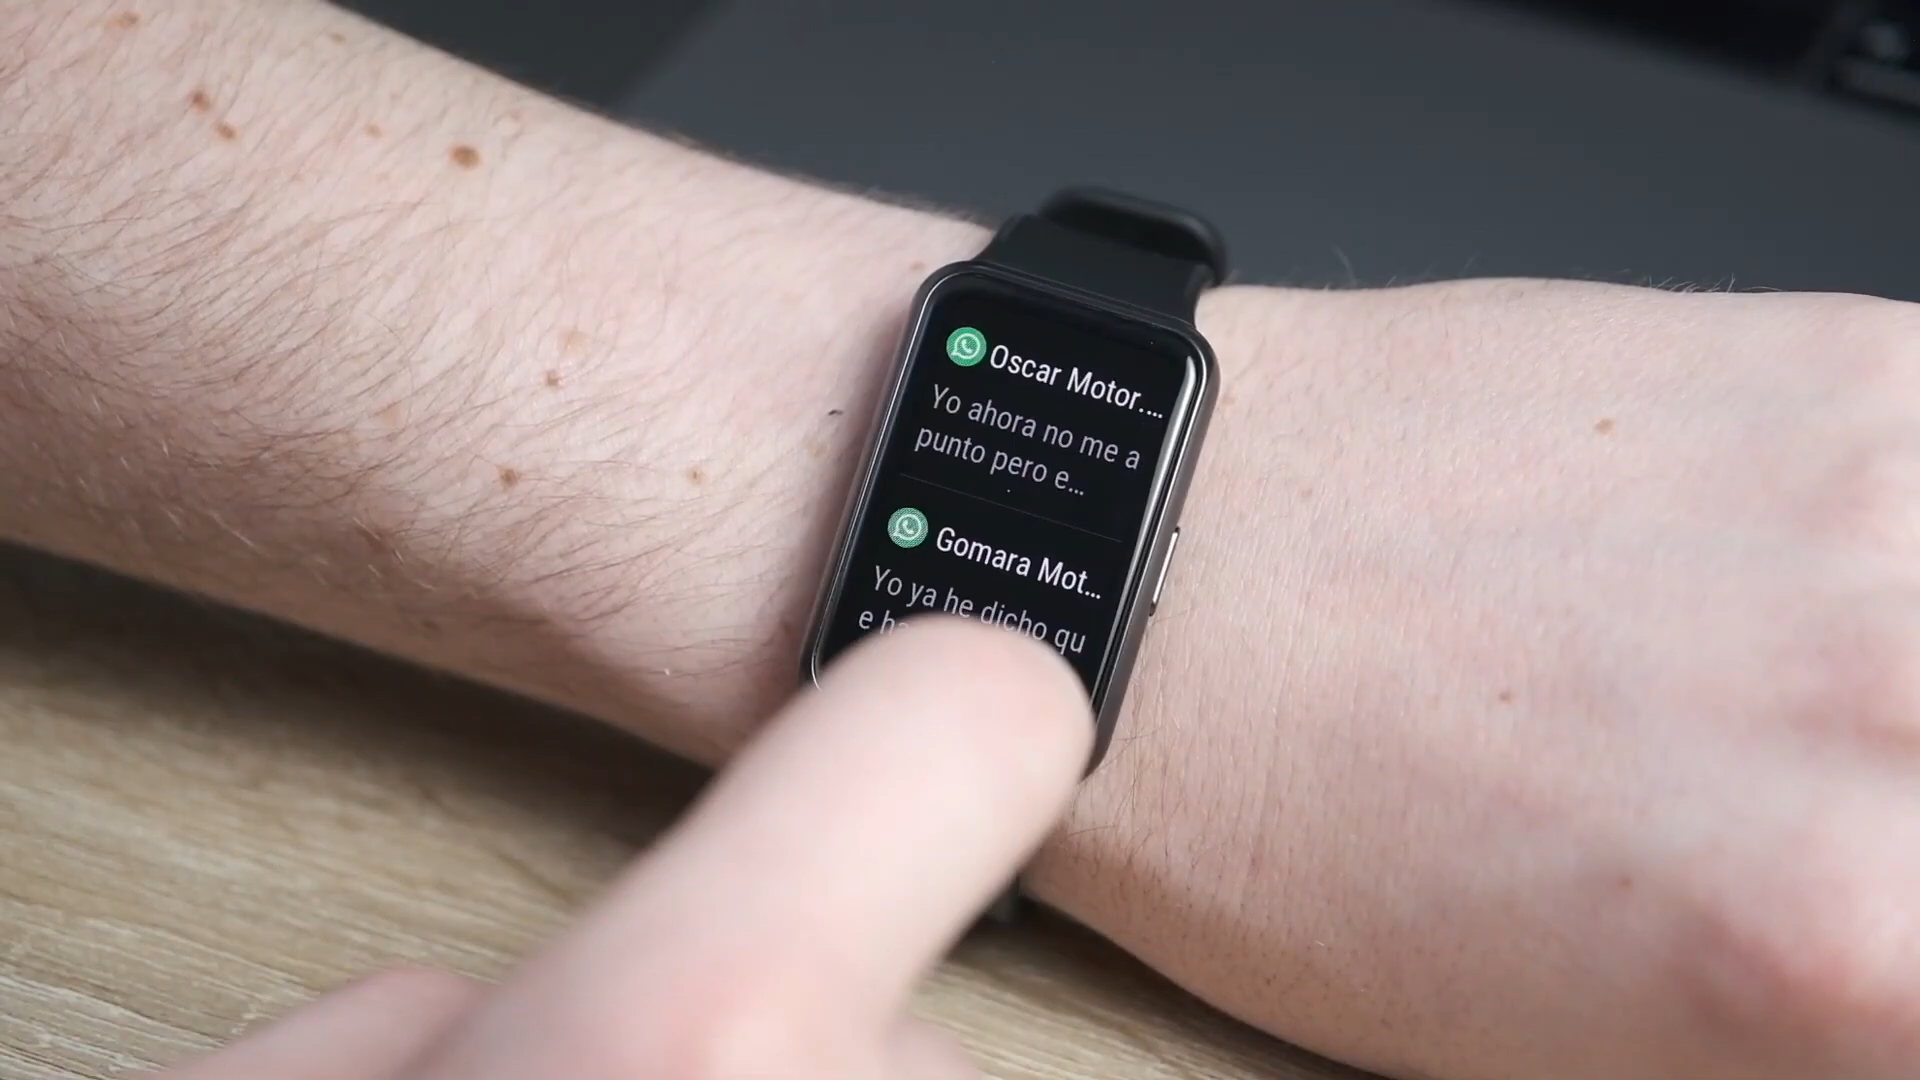 Oscar Motor....
Yo ahora no me a
punto pero e...
Gomara Mot...
Yo ya he dicho qu
e